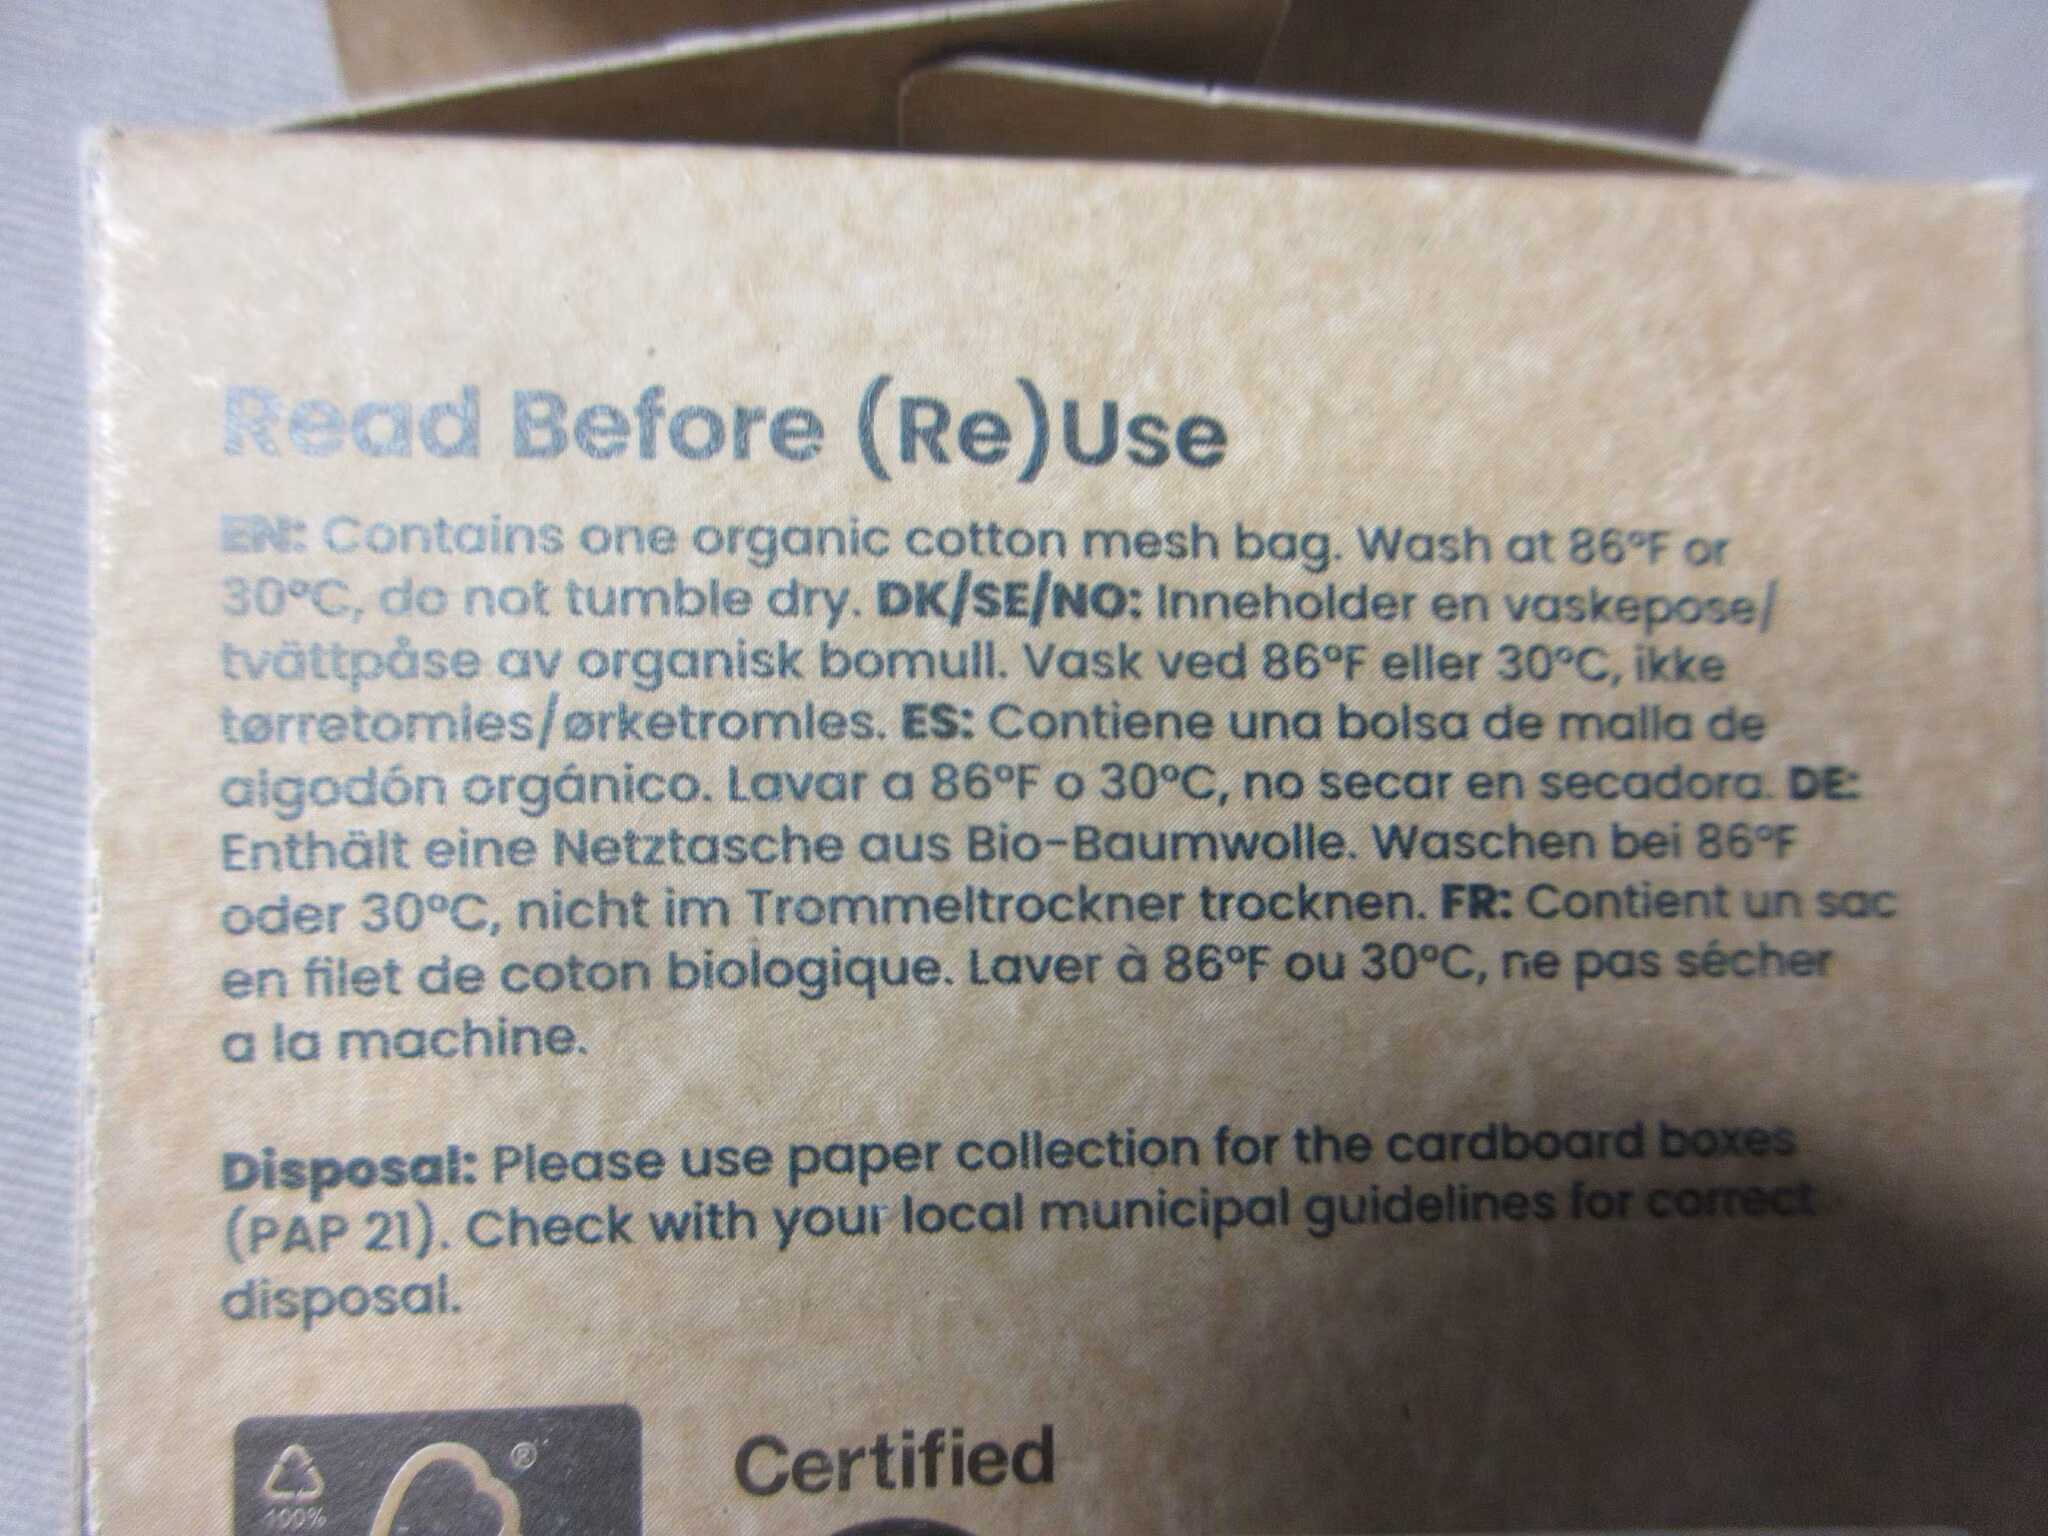 Read Before (Re)Use
EN: Contains one organic cotton mesh bag. Wash at 86°F or
30°C, do not tumble dry. DK/SE/NO: Inneholder en vaskepose/
tvättpåse av organisk bomull. Vask ved 86°F eller 30°C, ikke
tørretomles/ørketromles. ES: Contiene una bolsa de malla de
algodón orgánico. Lavar a 86°F o 30°C, no secar en secadora. DE:
Enthält eine Netztasche aus Bio-Baumwolle. Waschen bei 86°F
oder 30°C, nicht im Trommeltrockner trocknen. FR: Contient un sac
en filet de coton biologique. Laver à 86°F ou 30°C, ne pas sécher
a la machine.
Disposal: Please use paper collection for the cardboard boxes
(PAP 21). Check with your local municipal guidelines for correct
disposal.
®
100%
Certified